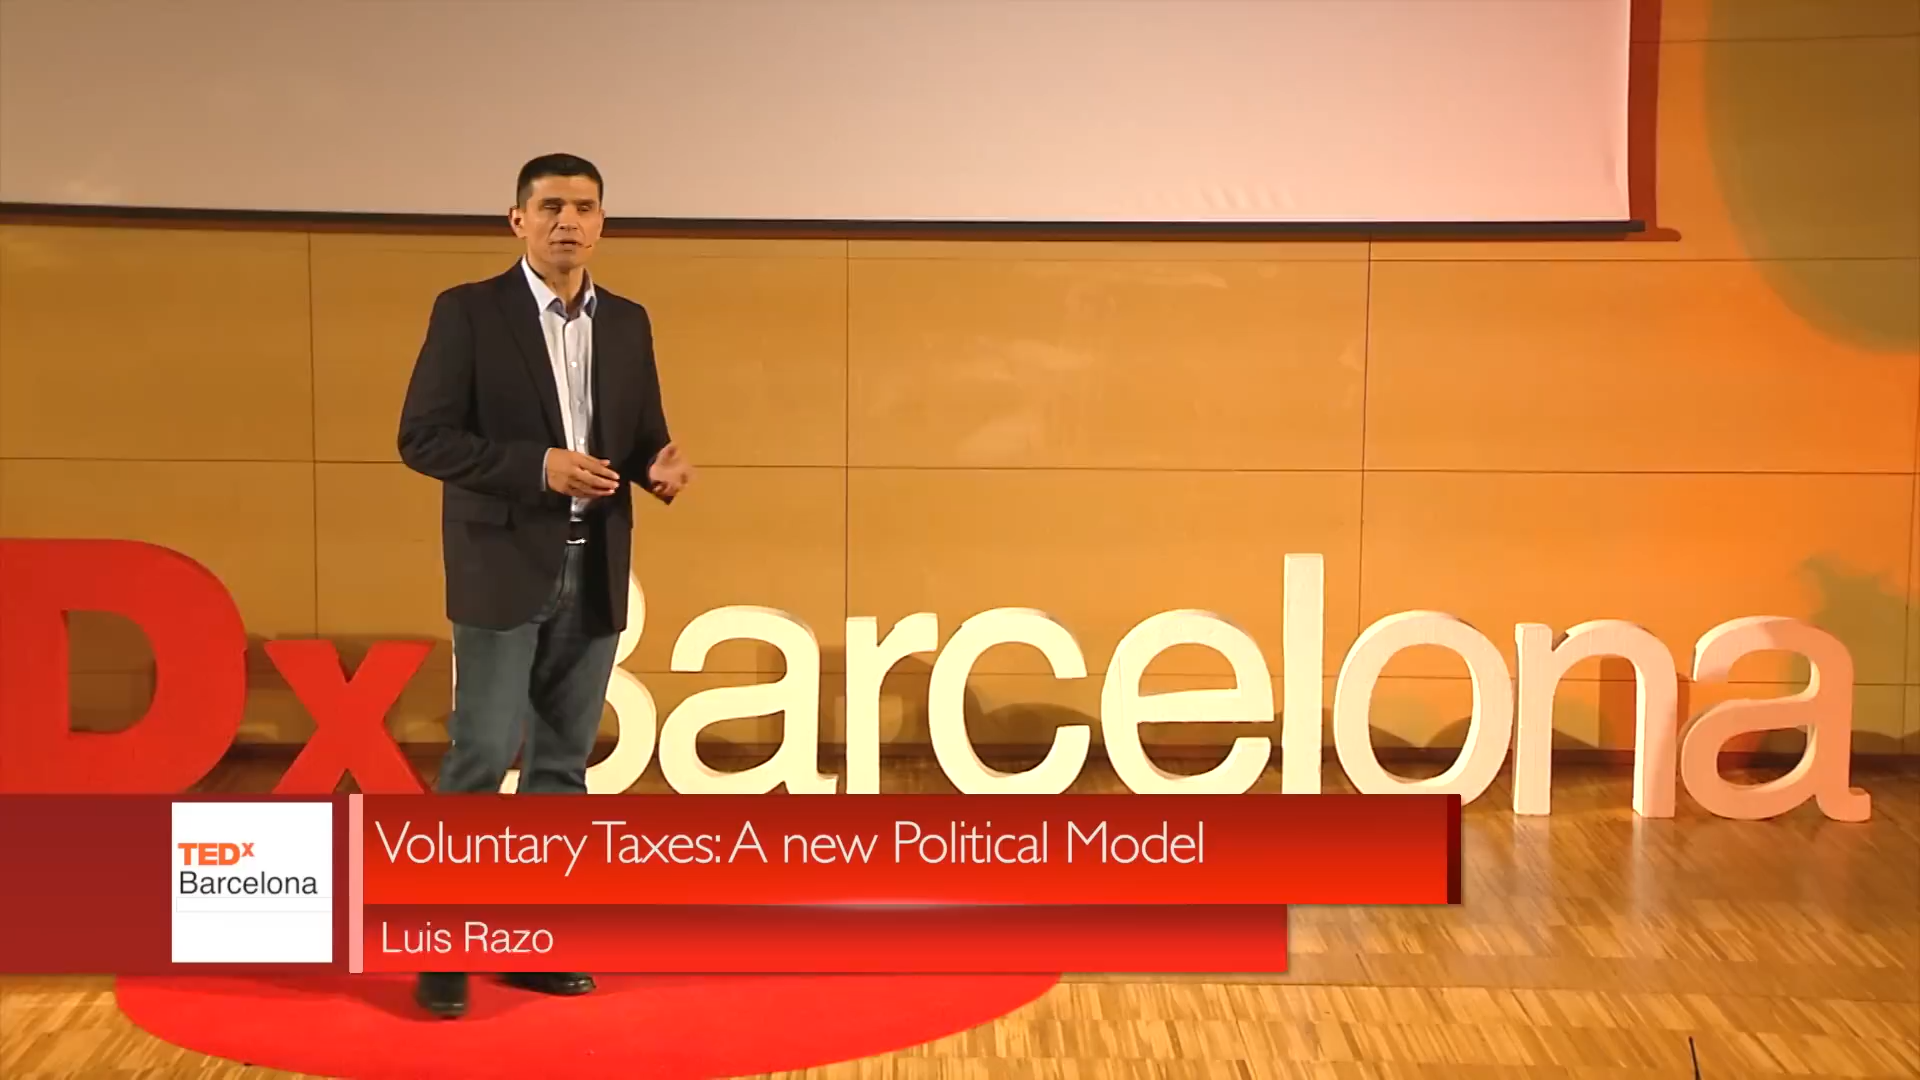 Dx Barcelona
TEDx
Barcelona
Voluntary Taxes: A new Political Model
Luis Razo